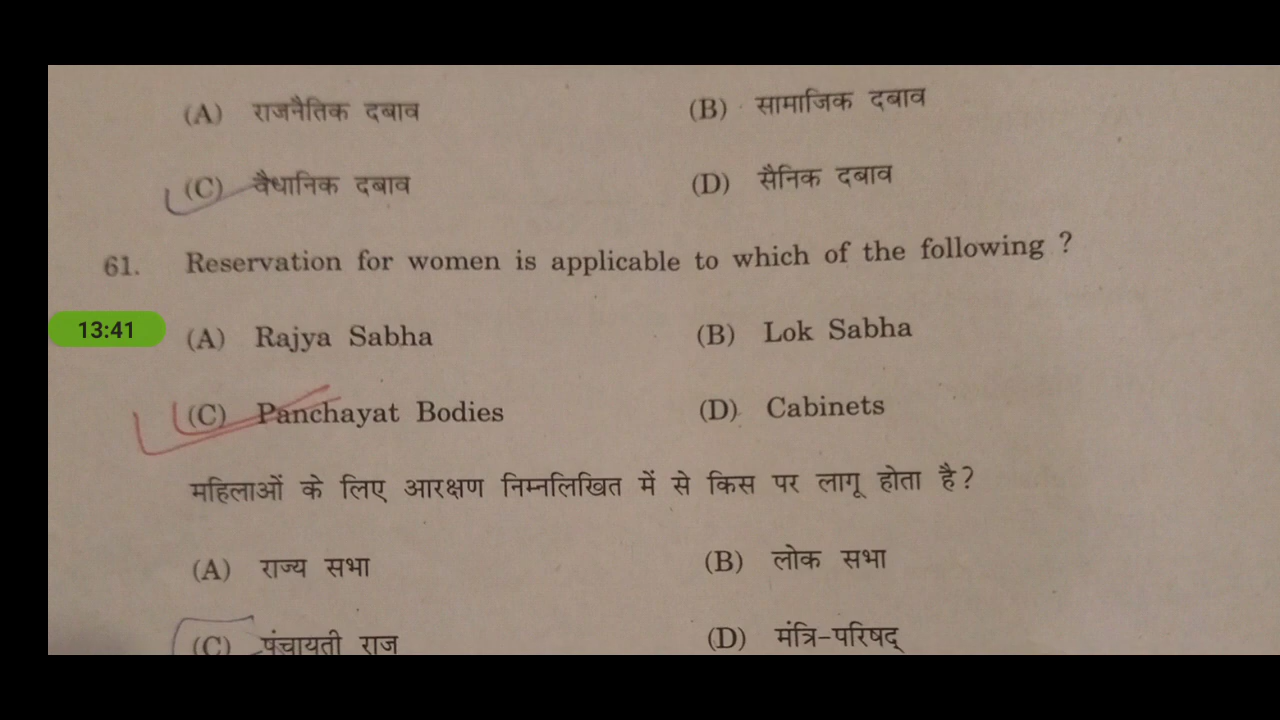 (A) राजनैतिक दबाव (B) सामाजिक दबाव
(C) वैधानिक दबाव (D) सैनिक दबाव
61. Reservation for women is applicable to which of the following ?
13:41
(A) Rajya Sabha (B) Lok Sabha
(C) Panchayat Bodies (D) Cabinets
महिलाओं के लिए आरक्षण निम्नलिखित में से किस पर लागू होता है ?
(A) राज्य सभा (B) लोक सभा
(C) पंचायती राज (D) मंत्रि-परिषद्